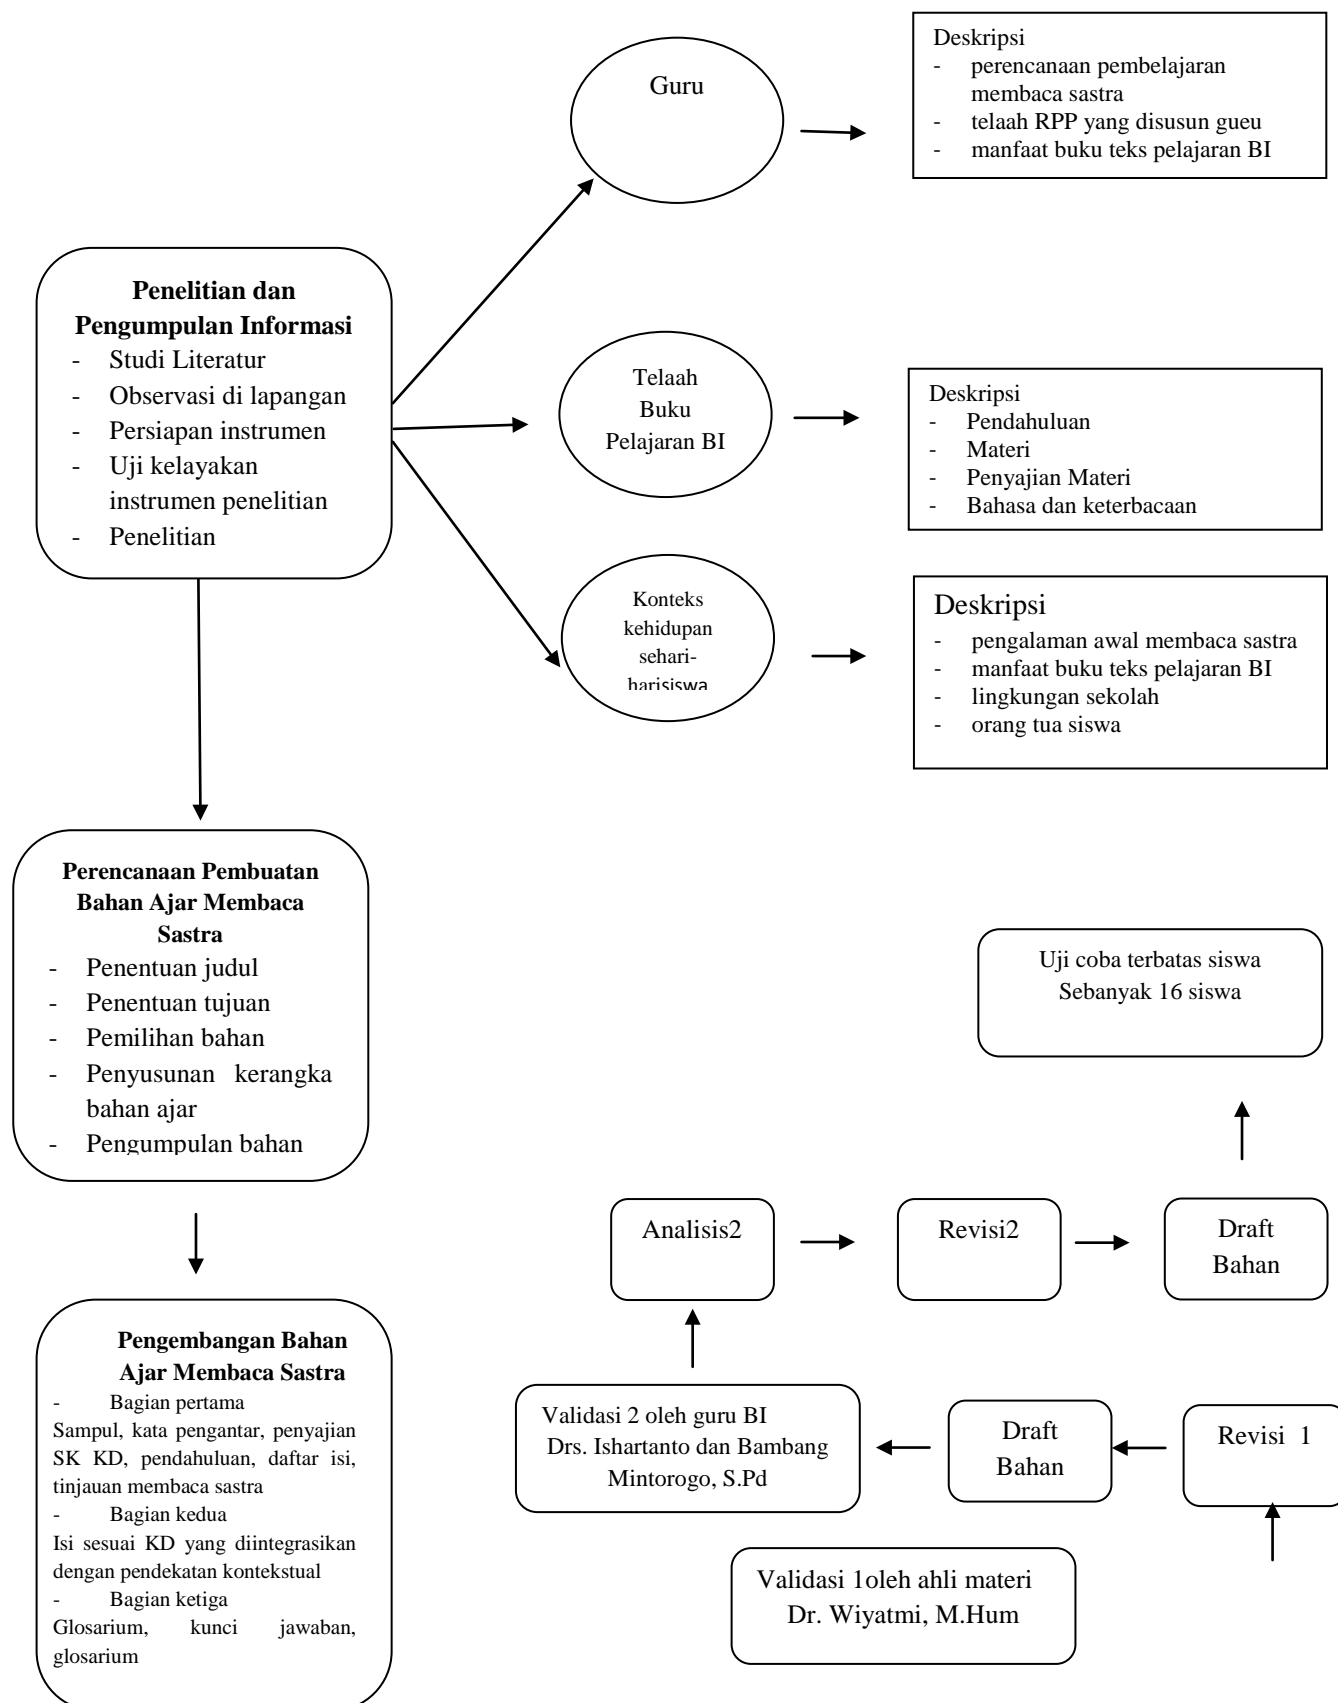 Guru
Deskripsi
- perencanaan pembelajaran
membaca sastra
- telaah RPP yang disusun gueu
- manfaat buku teks pelajaran BI
Penelitian dan
Pengumpulan Informasi
- Studi Literatur
- Observasi di lapangan
- Persiapan instrumen
- Uji kelayakan
instrumen penelitian
- Penelitian
Telaah
Buku
Pelajaran BI
Deskripsi
- Pendahuluan
- Materi
- Penyajian Materi
- Bahasa dan keterbacaan
Konteks
kehidupan
sehari-
harisiswa
Deskripsi
- pengalaman awal membaca sastra
- manfaat buku teks pelajaran BI
- lingkungan sekolah
- orang tua siswa
Perencanaan Pembuatan
Bahan Ajar Membaca
Sastra
- Penentuan judul
- Penentuan tujuan
- Pemilihan bahan
- Penyusunan kerangka
bahan ajar
- Pengumpulan bahan
Uji coba terbatas siswa
Sebanyak 16 siswa
Analisis2
Revisi2
Draft
Bahan
Pengembangan Bahan
Ajar Membaca Sastra
- Bagian pertama
Sampul, kata pengantar, penyajian
SK KD, pendahuluan, daftar isi,
tinjauan membaca sastra
- Bagian kedua
Isi sesuai KD yang diintegrasikan
dengan pendekatan kontekstual
- Bagian ketiga
Glosarium, kunci jawaban,
glosarium
Validasi 2 oleh guru BI
Drs. Ishartanto dan Bambang
Mintorogo, S.Pd
Draft
Bahan
Revisi 1
Validasi 1oleh ahli materi
Dr. Wiyatmi, M.Hum